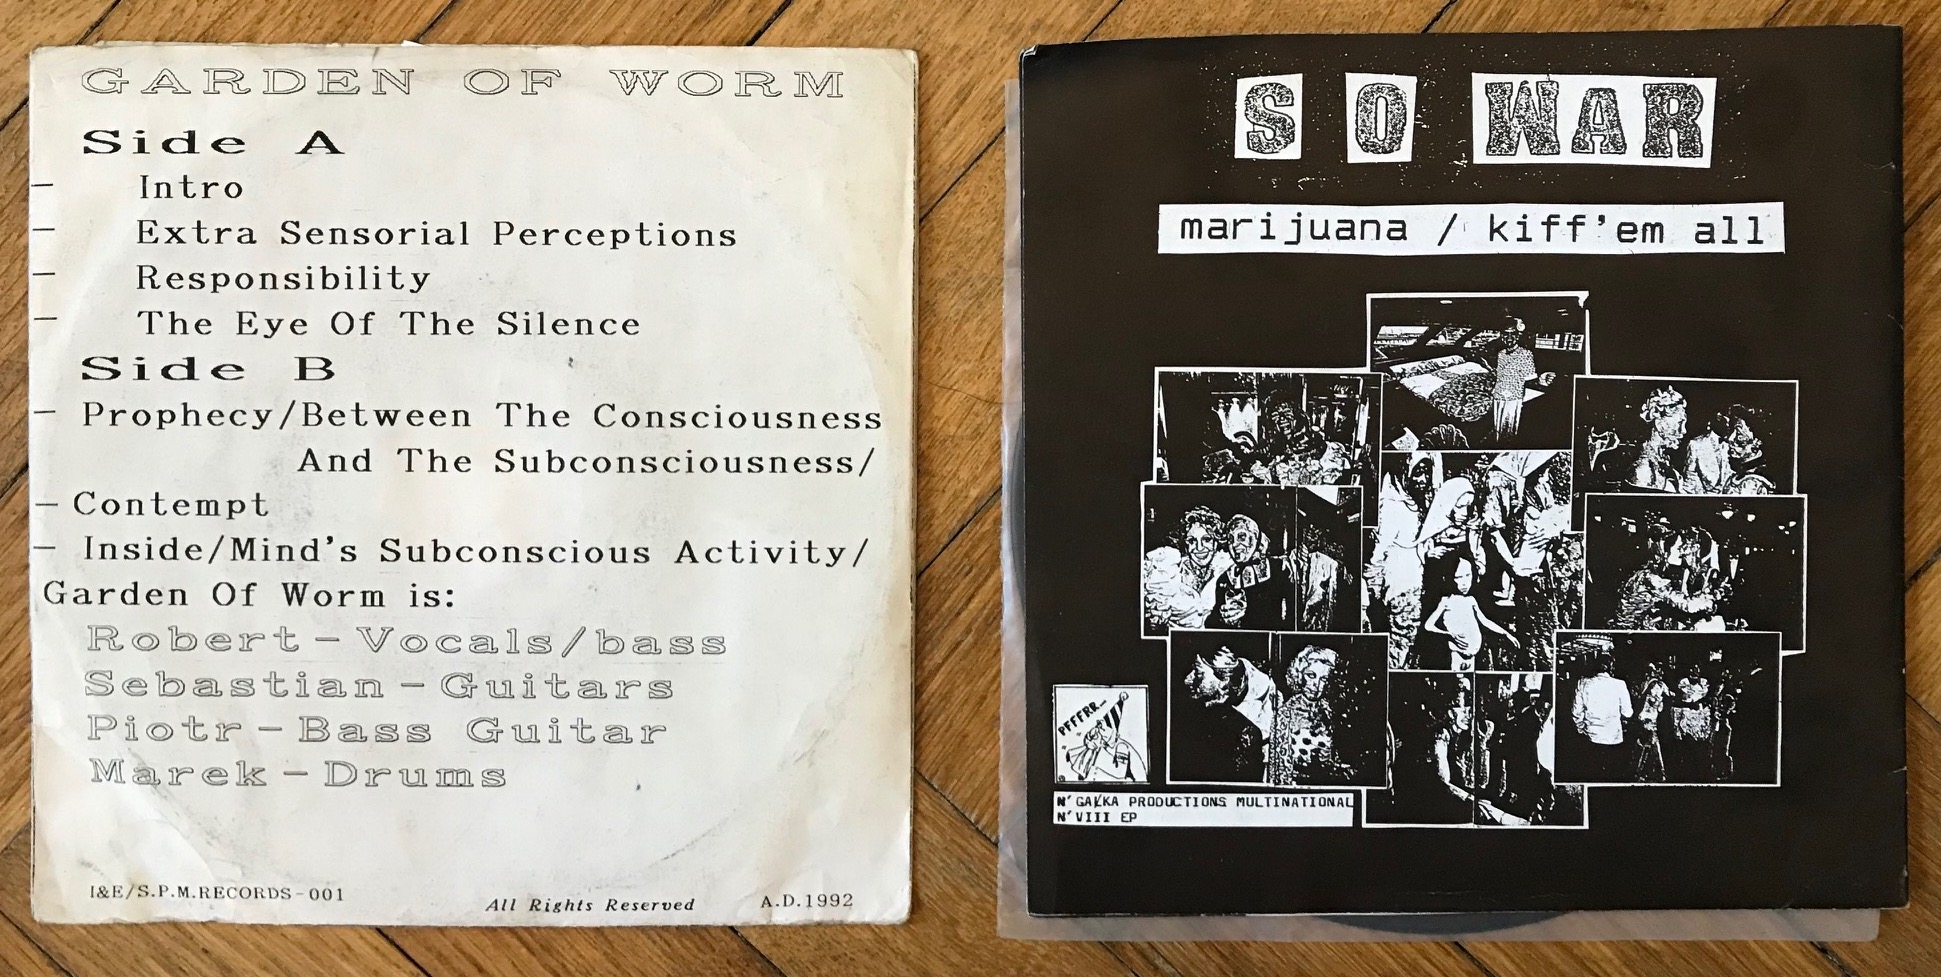 GARDEN OF WORM
Side A
— Intro
— Extra Sensorial Perceptions
— Responsibility
— The Eye Of The Silence
Side B
— Prophecy/Between The Consciousness
And The Subconsciousness/
— Contempt
— Inside/Mind's Subconscious Activity/
Garden Of Worm is:
Robert - Vocals/bass
Sebastian - Guitars
Piotr - Bass Guitar
Marek - Drums
I&E/S.P.M.RECORDS-001
All Rights Reserved
A.D.1992
SO WAR
marijuana / kiff'em all
PFFFRR...
N'GAŁKA PRODUCTIONS MULTINATIONAL
N'VIII EP